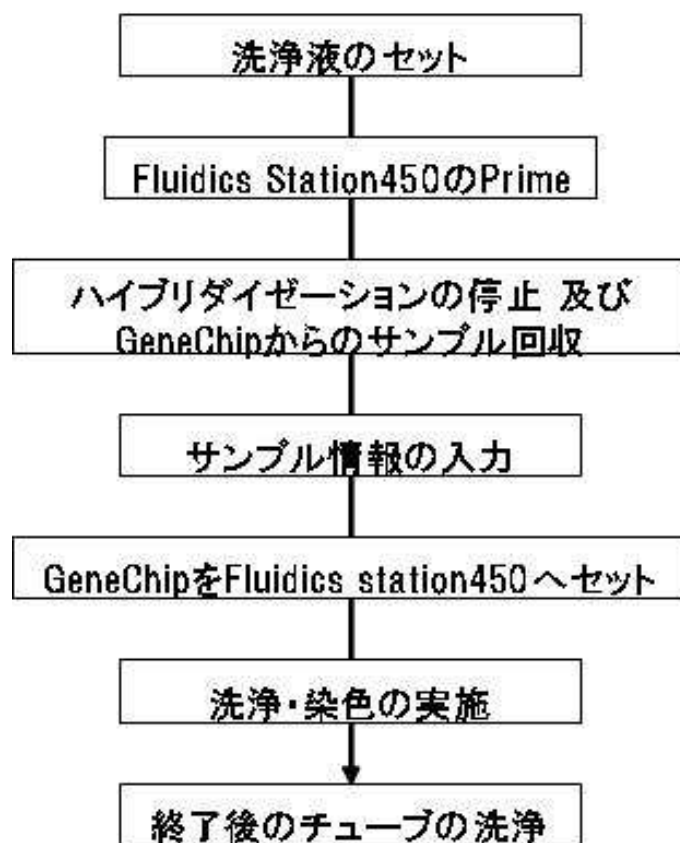 洗浄液のセット
Fluidics Station450のPrime
ハイブリダイゼーションの停止 及び
GeneChipからのサンプル回収
サンプル情報の入力
GeneChipをFluidics station450へセット
洗浄・染色の実施
終了後のチューブの洗浄